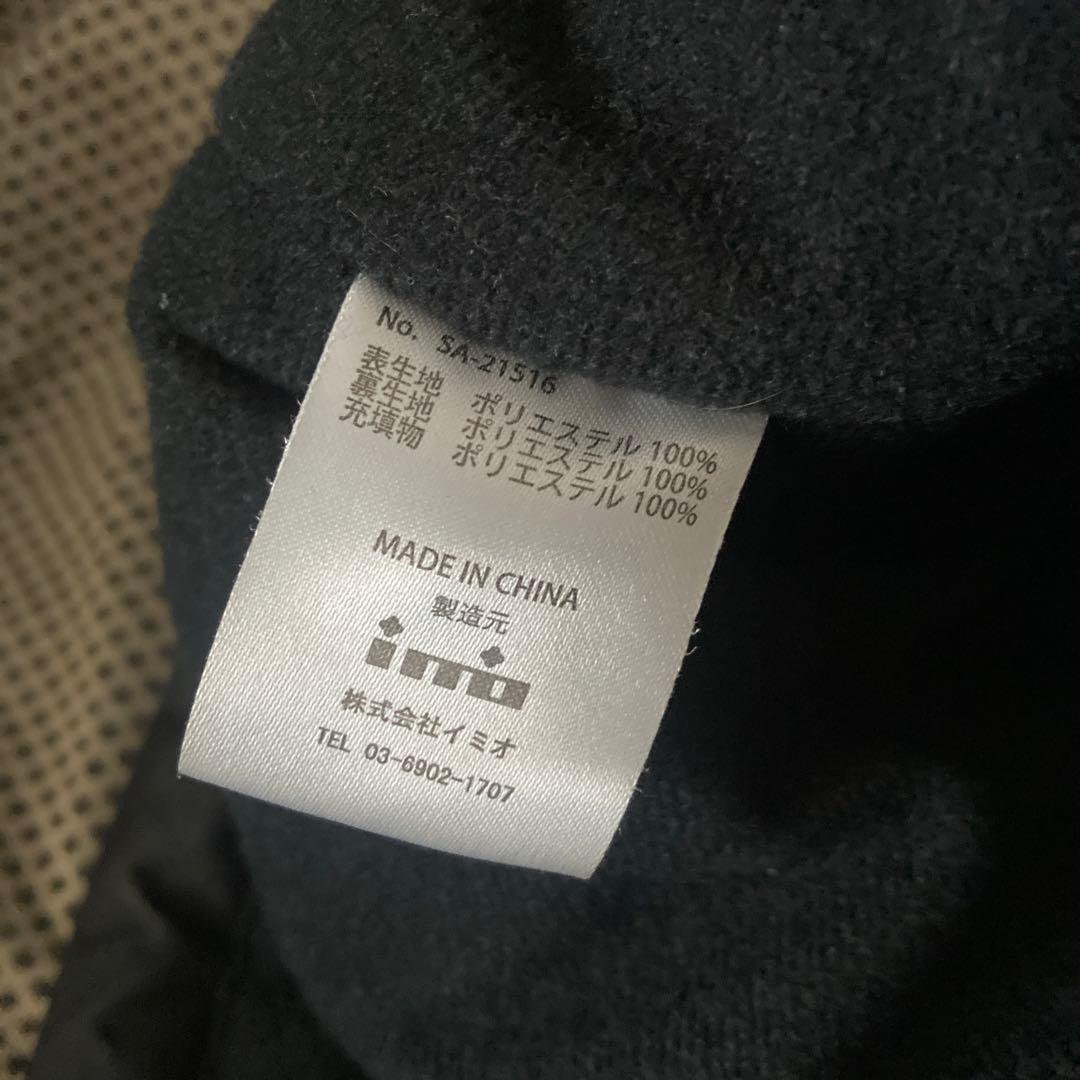 No. SA-21516
表生地 ポリエステル 100%
裏生地 ポリエステル 100%
充填物 ポリエステル 100%
MADE IN CHINA
製造元
imio
株式会社イミオ
TEL 03-6902-1707